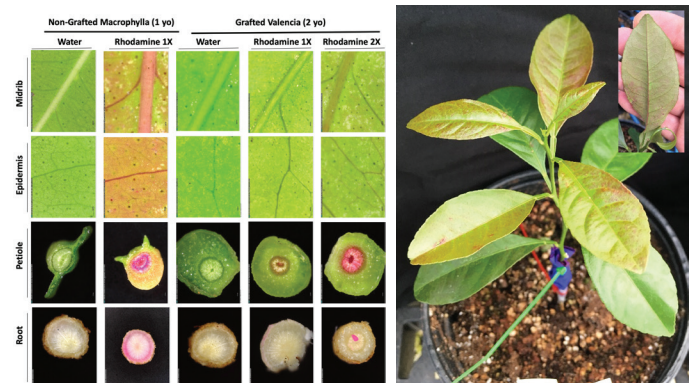 Non-Grafted Macrophylla (1 yo)
Grafted Valencia (2 yo)
Water
Rhodamine 1X
Water
Rhodamine 1X
Rhodamine 2X
Midrib
Epidermis
Petiole
Root